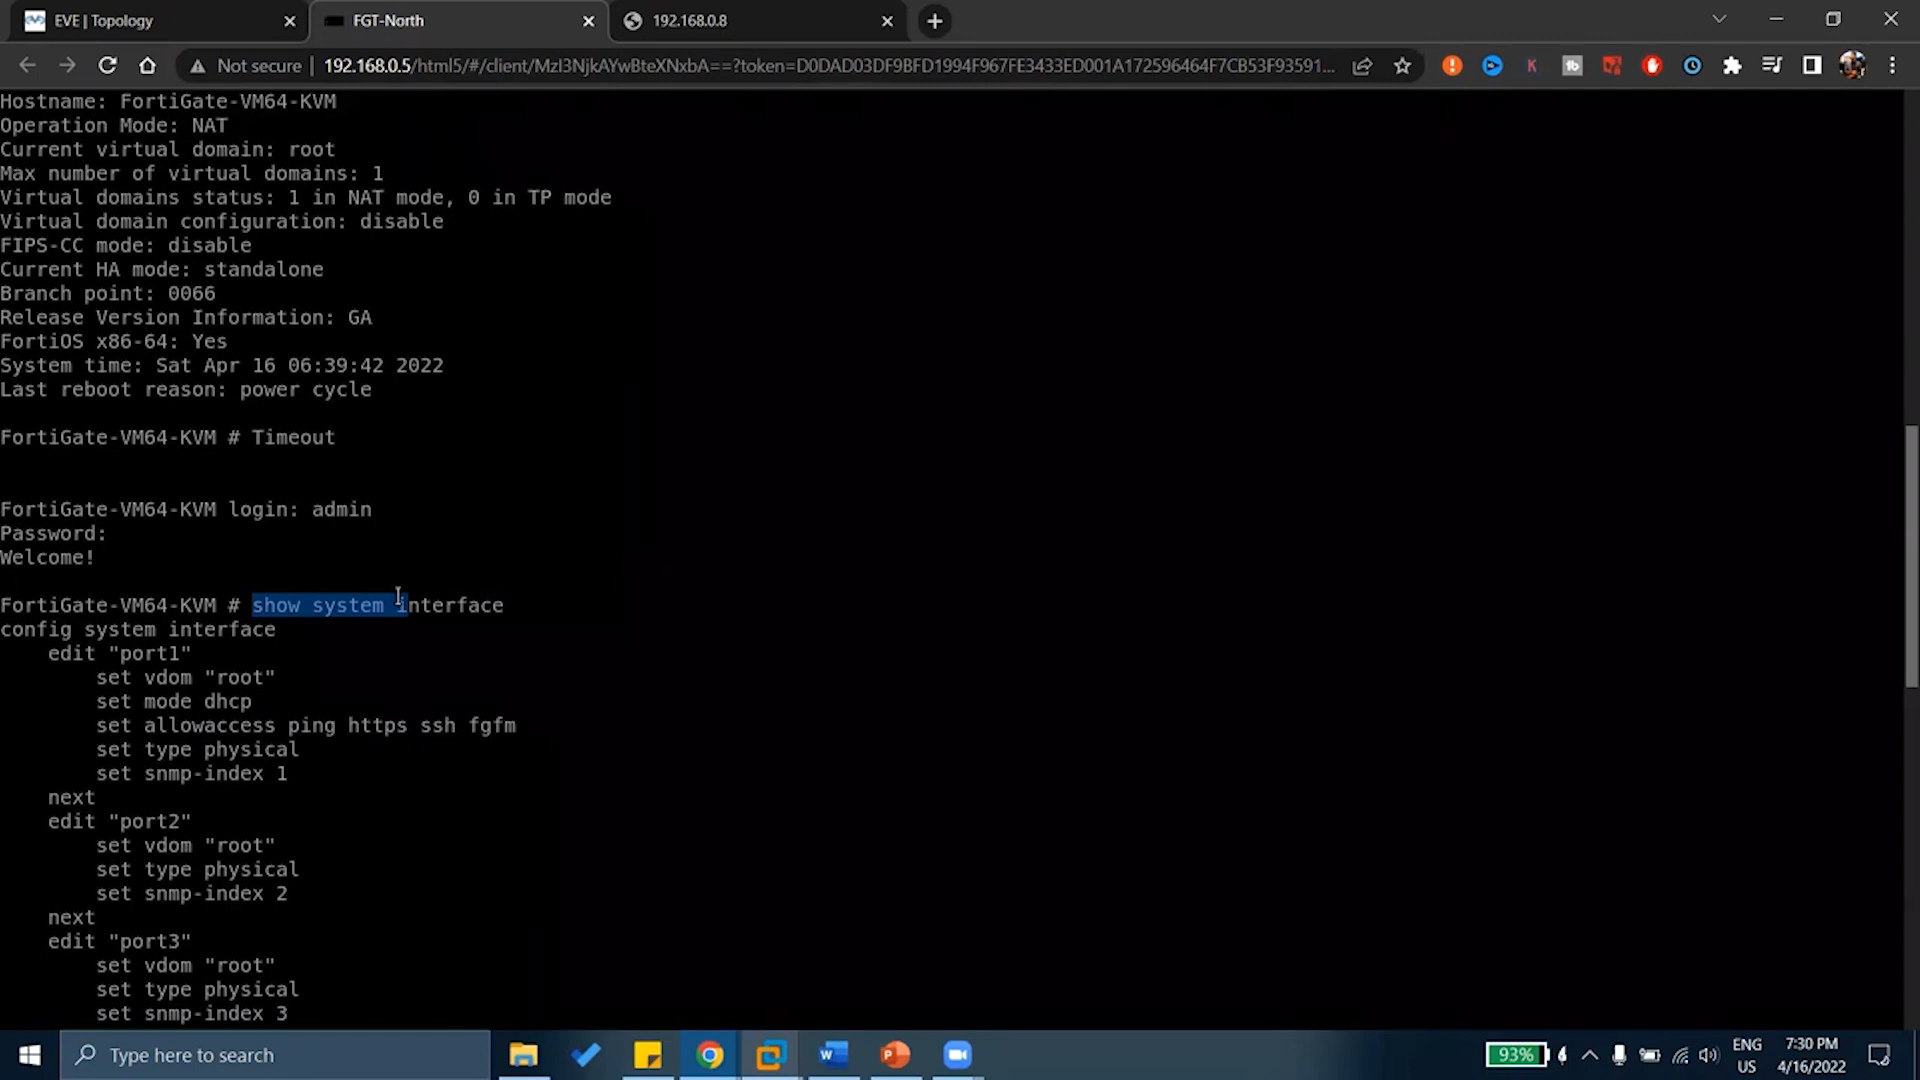 EVE | Topology
FGT-North
192.168.0.8
Not secure
192.168.0.5/html5/#/client/MzI3NjkAYwBteXNxbA==?token=D0DAD03DF9BFD1994F967FE3433ED001A172596464F7CB53F93591...
Hostname: FortiGate-VM64-KVM
Operation Mode: NAT
Current virtual domain: root
Max number of virtual domains: 1
Virtual domains status: 1 in NAT mode, 0 in TP mode
Virtual domain configuration: disable
FIPS-CC mode: disable
Current HA mode: standalone
Branch point: 0066
Release Version Information: GA
FortiOS x86-64: Yes
System time: Sat Apr 16 06:39:42 2022
Last reboot reason: power cycle
FortiGate-VM64-KVM # Timeout
FortiGate-VM64-KVM login: admin
Password:
Welcome!
FortiGate-VM64-KVM # show system interface
config system interface
edit "port1"
set vdom "root"
set mode dhcp
set allowaccess ping https ssh fgfm
set type physical
set snmp-index 1
next
edit "port2"
set vdom "root"
set type physical
set snmp-index 2
next
edit "port3"
set vdom "root"
set type physical
set snmp-index 3
Type here to search
93%
ENG
US
7:30 PM
4/16/2022